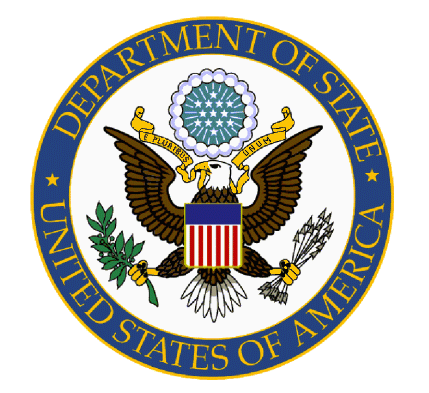 DEPARTMENT OF STATE
E PLURIBUS UNUM
UNITED STATES OF AMERICA